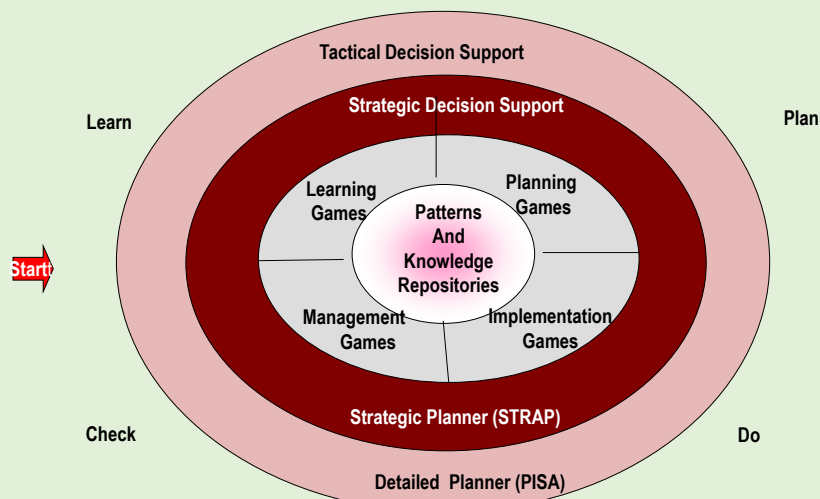 Tactical Decision Support
Strategic Decision Support
Learn
Plan
Learning
Games
Planning
Games
Patterns
And
Knowledge
Repositories
Start!
Management
Games
Implementation
Games
Strategic Planner (STRAP)
Check
Do
Detailed Planner (PISA)